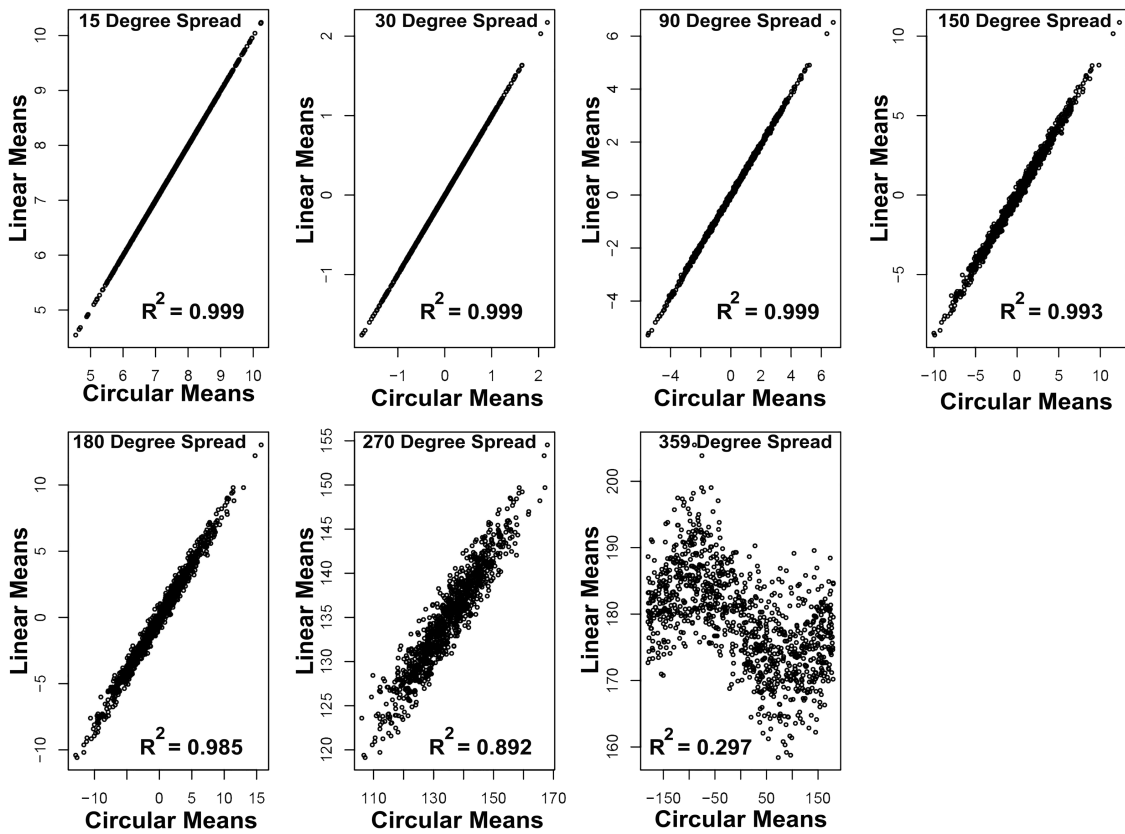 15 Degree Spread
Linear Means
10
9
8
7
6
5
R2 = 0.999
5 6 7 8 9 10
Circular Means
30 Degree Spread
Linear Means
2
1
0
−1
R2 = 0.999
−1 0 1 2
Circular Means
90 Degree Spread
Linear Means
6
4
2
0
−2
−4
R2 = 0.999
−4 0 2 4 6
Circular Means
150 Degree Spread
Linear Means
10
5
0
−5
R2 = 0.993
−10 −5 0 5 10
Circular Means
180 Degree Spread
Linear Means
10
5
0
−5
−10
R2 = 0.985
−10 0 5 10 15
Circular Means
270 Degree Spread
Linear Means
155
150
145
140
135
130
125
120
R2 = 0.892
110 130 150 170
Circular Means
359 Degree Spread
Linear Means
200
190
180
170
160
R2 = 0.297
−150 −50 50 150
Circular Means